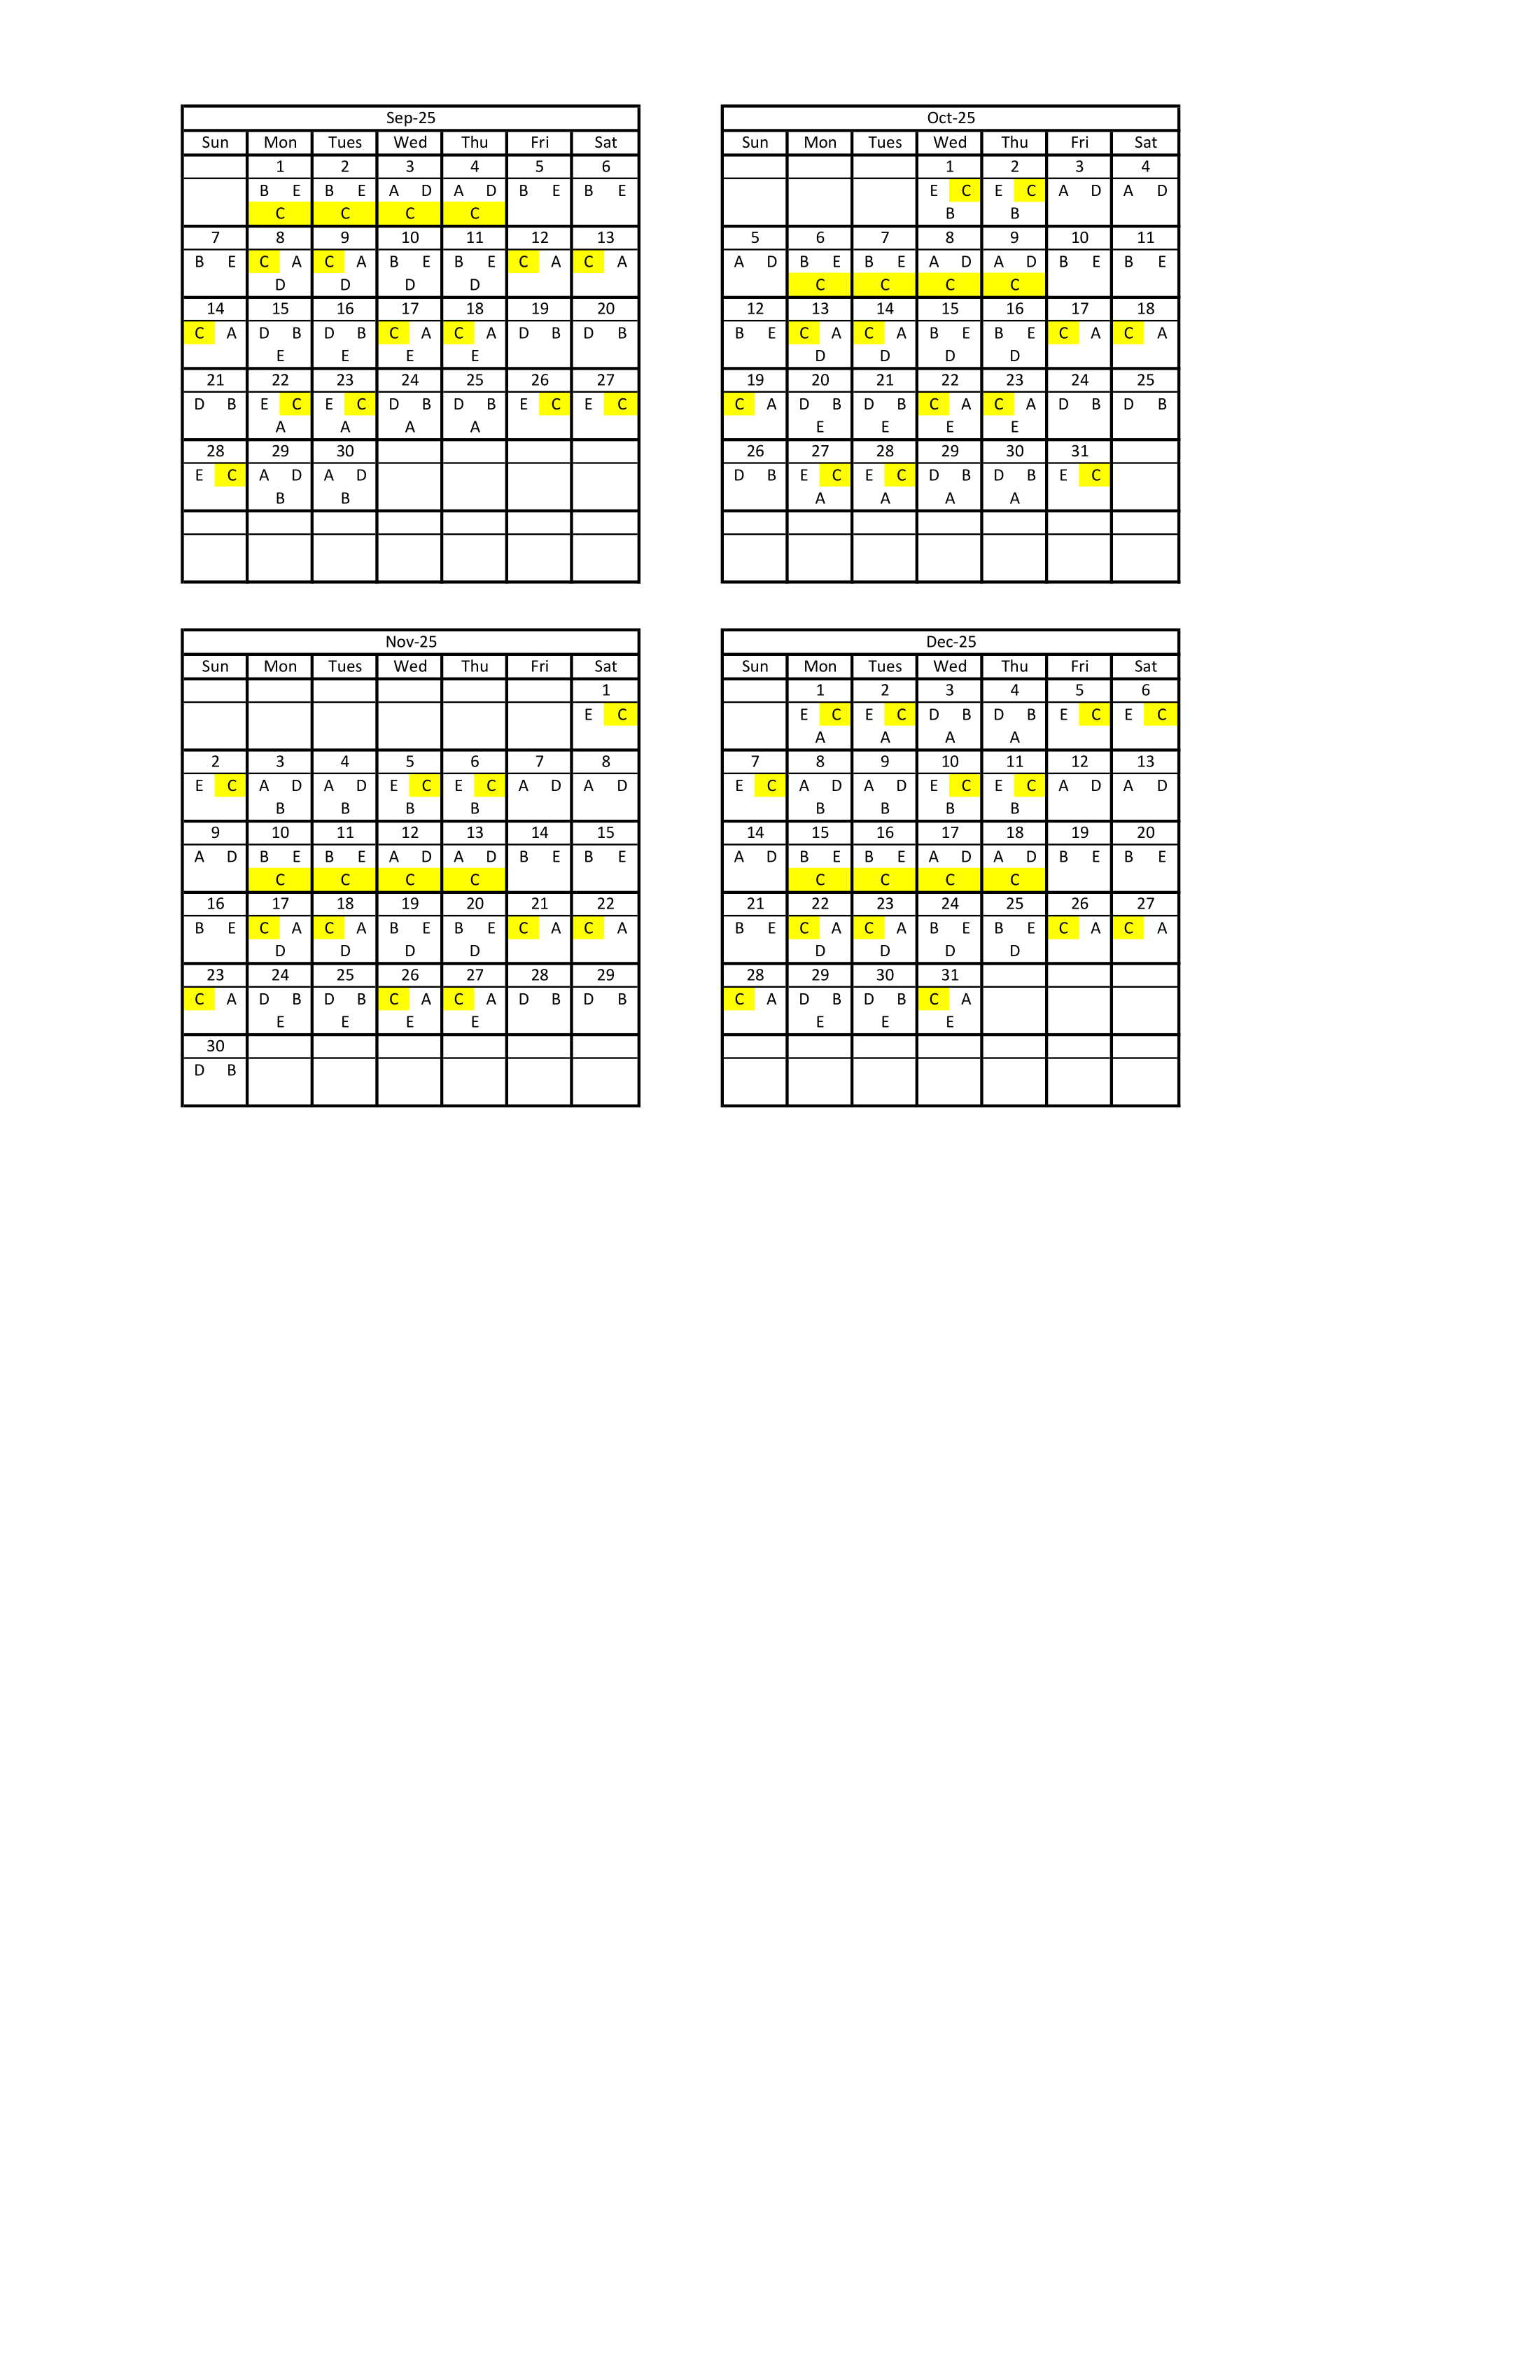 Sep-25
Sun Mon Tues Wed Thu Fri Sat
1 2 3 4 5 6
B E B E A D A D B E B E
C C C C
7 8 9 10 11 12 13
B E C A C A B E B E C A C A
D D D D
14 15 16 17 18 19 20
C A D B D B C A C A D B D B
E E E E
21 22 23 24 25 26 27
D B E C E C D B D B E C E C
A A A A
28 29 30
E C A D A D
B B
Oct-25
Sun Mon Tues Wed Thu Fri Sat
1 2 3 4
E C E C A D A D
B B
5 6 7 8 9 10 11
A D B E B E A D A D B E B E
C C C C
12 13 14 15 16 17 18
B E C A C A B E B E C A C A
D D D D
19 20 21 22 23 24 25
C A D B D B C A C A D B D B
E E E E
26 27 28 29 30 31
D B E C E C D B D B E C
A A A A
Nov-25
Sun Mon Tues Wed Thu Fri Sat
1
E C
2 3 4 5 6 7 8
E C A D A D E C E C A D A D
B B B B
9 10 11 12 13 14 15
A D B E B E A D A D B E B E
C C C C
16 17 18 19 20 21 22
B E C A C A B E B E C A C A
D D D D
23 24 25 26 27 28 29
C A D B D B C A C A D B D B
E E E E
30
D B
Dec-25
Sun Mon Tues Wed Thu Fri Sat
1 2 3 4 5 6
E C E C D B D B E C E C
A A A A
7 8 9 10 11 12 13
E C A D A D E C E C A D A D
B B B B
14 15 16 17 18 19 20
A D B E B E A D A D B E B E
C C C C
21 22 23 24 25 26 27
B E C A C A B E B E C A C A
D D D D
28 29 30 31
C A D B D B C A
E E E